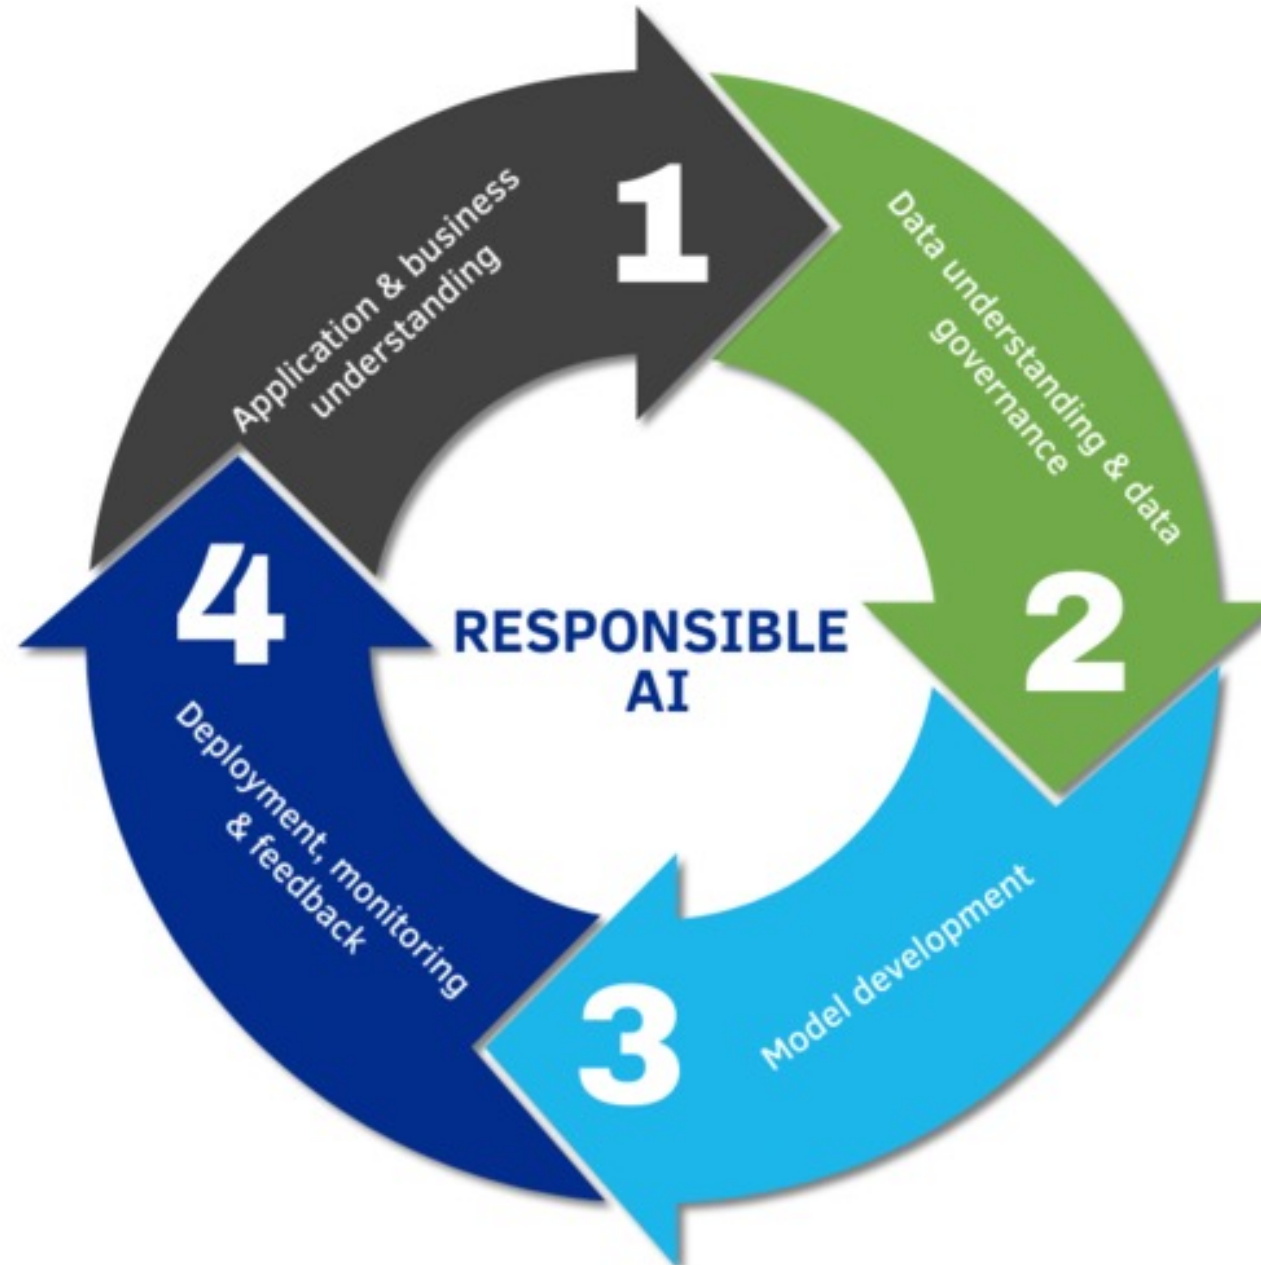 1
Application & business
understanding
2
Data understanding & data
governance
3
Model development
4
Deployment, monitoring
& feedback
RESPONSIBLE
AI